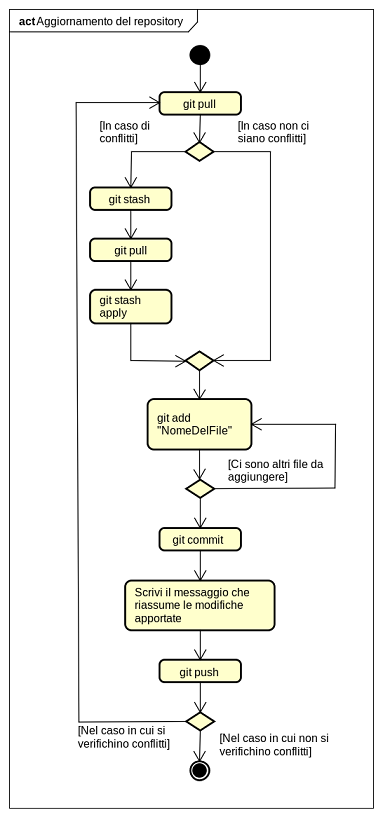 act Aggiornamento del repository
git pull
[In caso di
conflitti]
[In caso non ci
siano conflitti]
git stash
git pull
git stash
apply
git add
"NomeDelFile"
[Ci sono altri file da
aggiungere]
git commit
Scrivi il messaggio che
riassume le modifiche
apportate
git push
[Nel caso in cui si
verifichino conflitti]
[Nel caso in cui non si
verifichino conflitti]